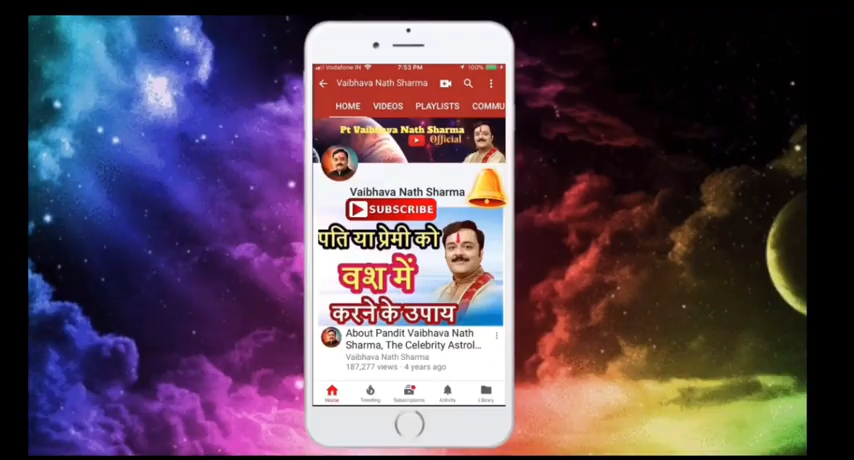 Vodafone IN 7:53 PM 100%
Vaibhava Nath Sharma
HOME VIDEOS PLAYLISTS COMMU
Pt Vaibhava Nath Sharma
Official
Vaibhava Nath Sharma
SUBSCRIBE
पति या प्रेमी को
वश में
करने के उपाय
About Pandit Vaibhava Nath
Sharma, The Celebrity Astrol...
Vaibhava Nath Sharma
187,277 views · 4 years ago
Home Trending Subscriptions Activity Library